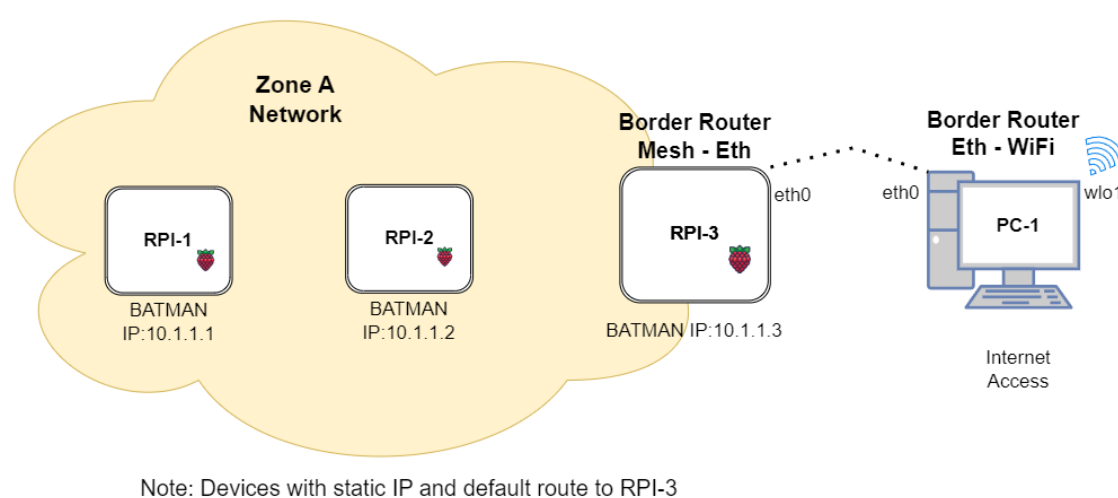 Zone A
Network
Border Router
Mesh - Eth
Border Router
Eth - WiFi
eth0
eth0
wlo1
RPI-1
RPI-2
RPI-3
PC-1
BATMAN
IP:10.1.1.1
BATMAN
IP:10.1.1.2
BATMAN IP:10.1.1.3
Internet
Access
Note: Devices with static IP and default route to RPI-3